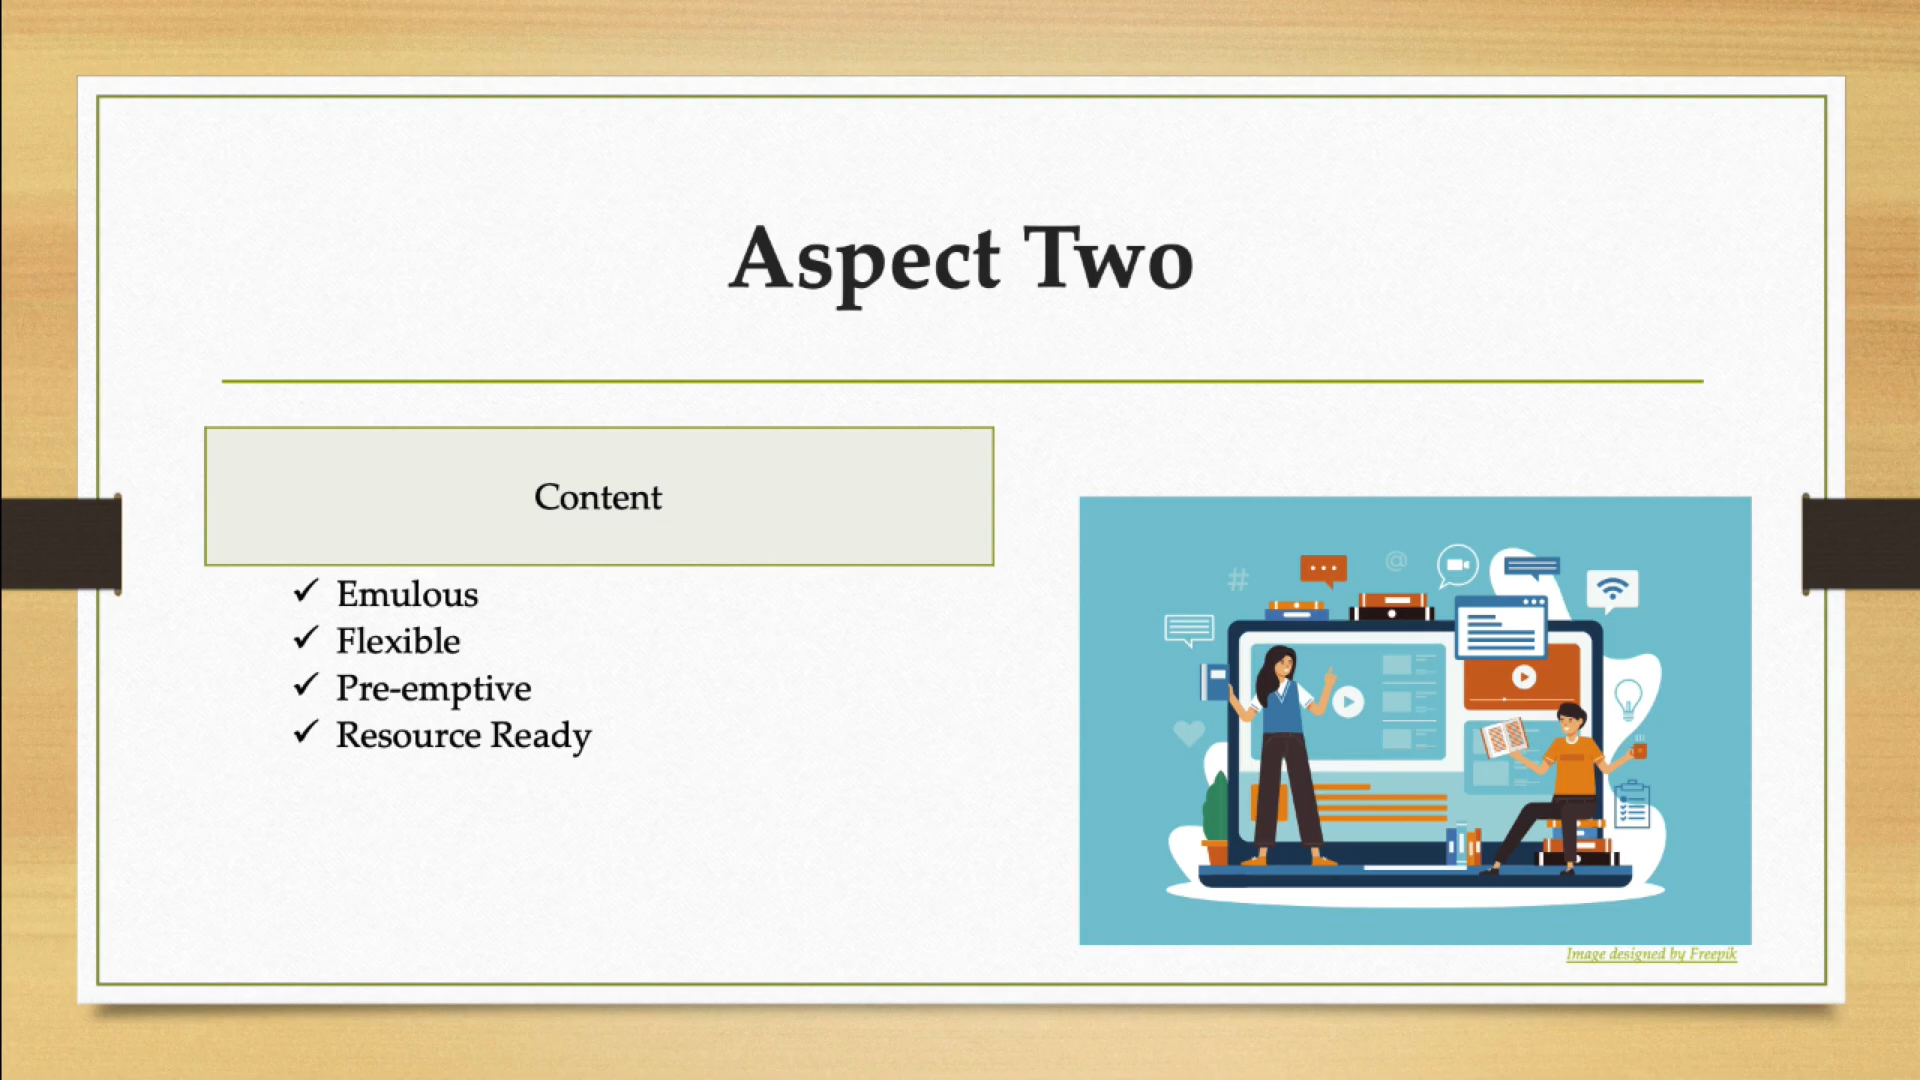 Aspect Two
Content
✓ Emulous
✓ Flexible
✓ Pre-emptive
✓ Resource Ready
#
@
Image designed by Freepik